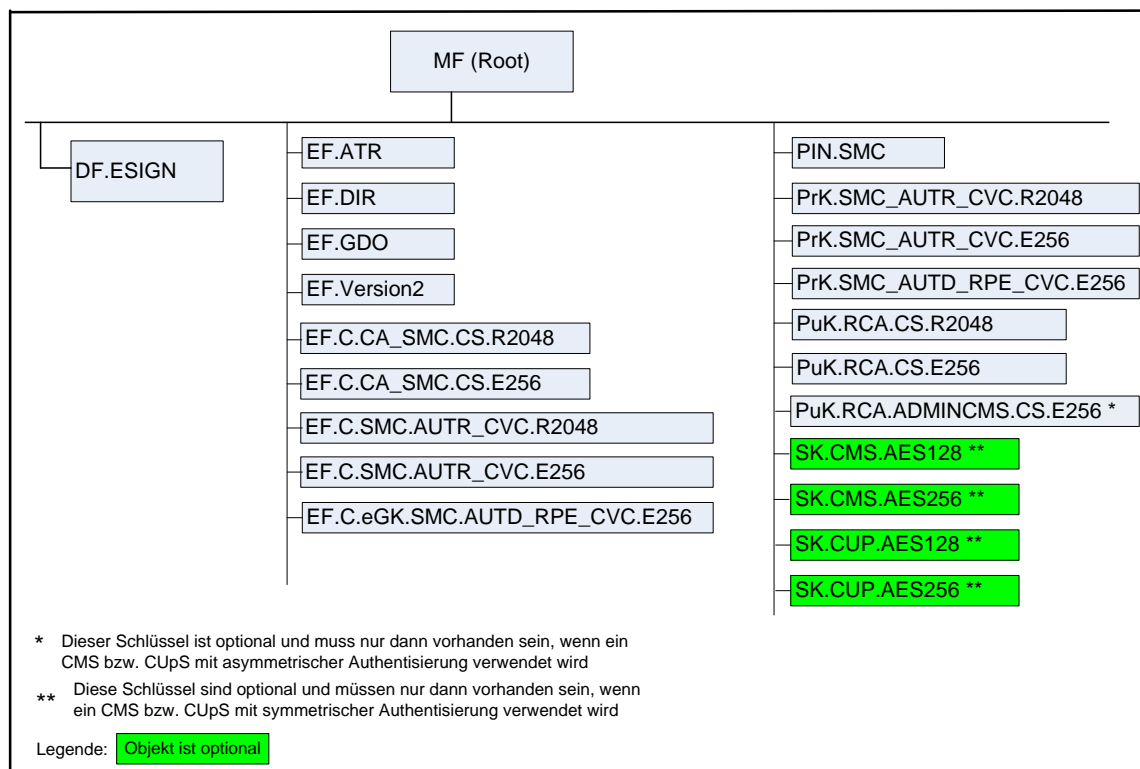 MF (Root)
DF.ESIGN
EF.ATR
EF.DIR
EF.GDO
EF.Version2
EF.C.CA_SMC.CS.R2048
EF.C.CA_SMC.CS.E256
EF.C.SMC.AUTR_CVC.R2048
EF.C.SMC.AUTR_CVC.E256
EF.C.eGK.SMC.AUTD_RPE_CVC.E256
PIN.SMC
PrK.SMC_AUTR_CVC.R2048
PrK.SMC_AUTR_CVC.E256
PrK.SMC_AUTD_RPE_CVC.E256
PuK.RCA.CS.R2048
PuK.RCA.CS.E256
PuK.RCA.ADMINCMS.CS.E256 *
SK.CMS.AES128 **
SK.CMS.AES256 **
SK.CUP.AES128 **
SK.CUP.AES256 **
* Dieser Schlüssel ist optional und muss nur dann vorhanden sein, wenn ein
CMS bzw. CUpS mit asymmetrischer Authentisierung verwendet wird
** Diese Schlüssel sind optional und müssen nur dann vorhanden sein, wenn
ein CMS bzw. CUpS mit symmetrischer Authentisierung verwendet wird
Legende: Objekt ist optional